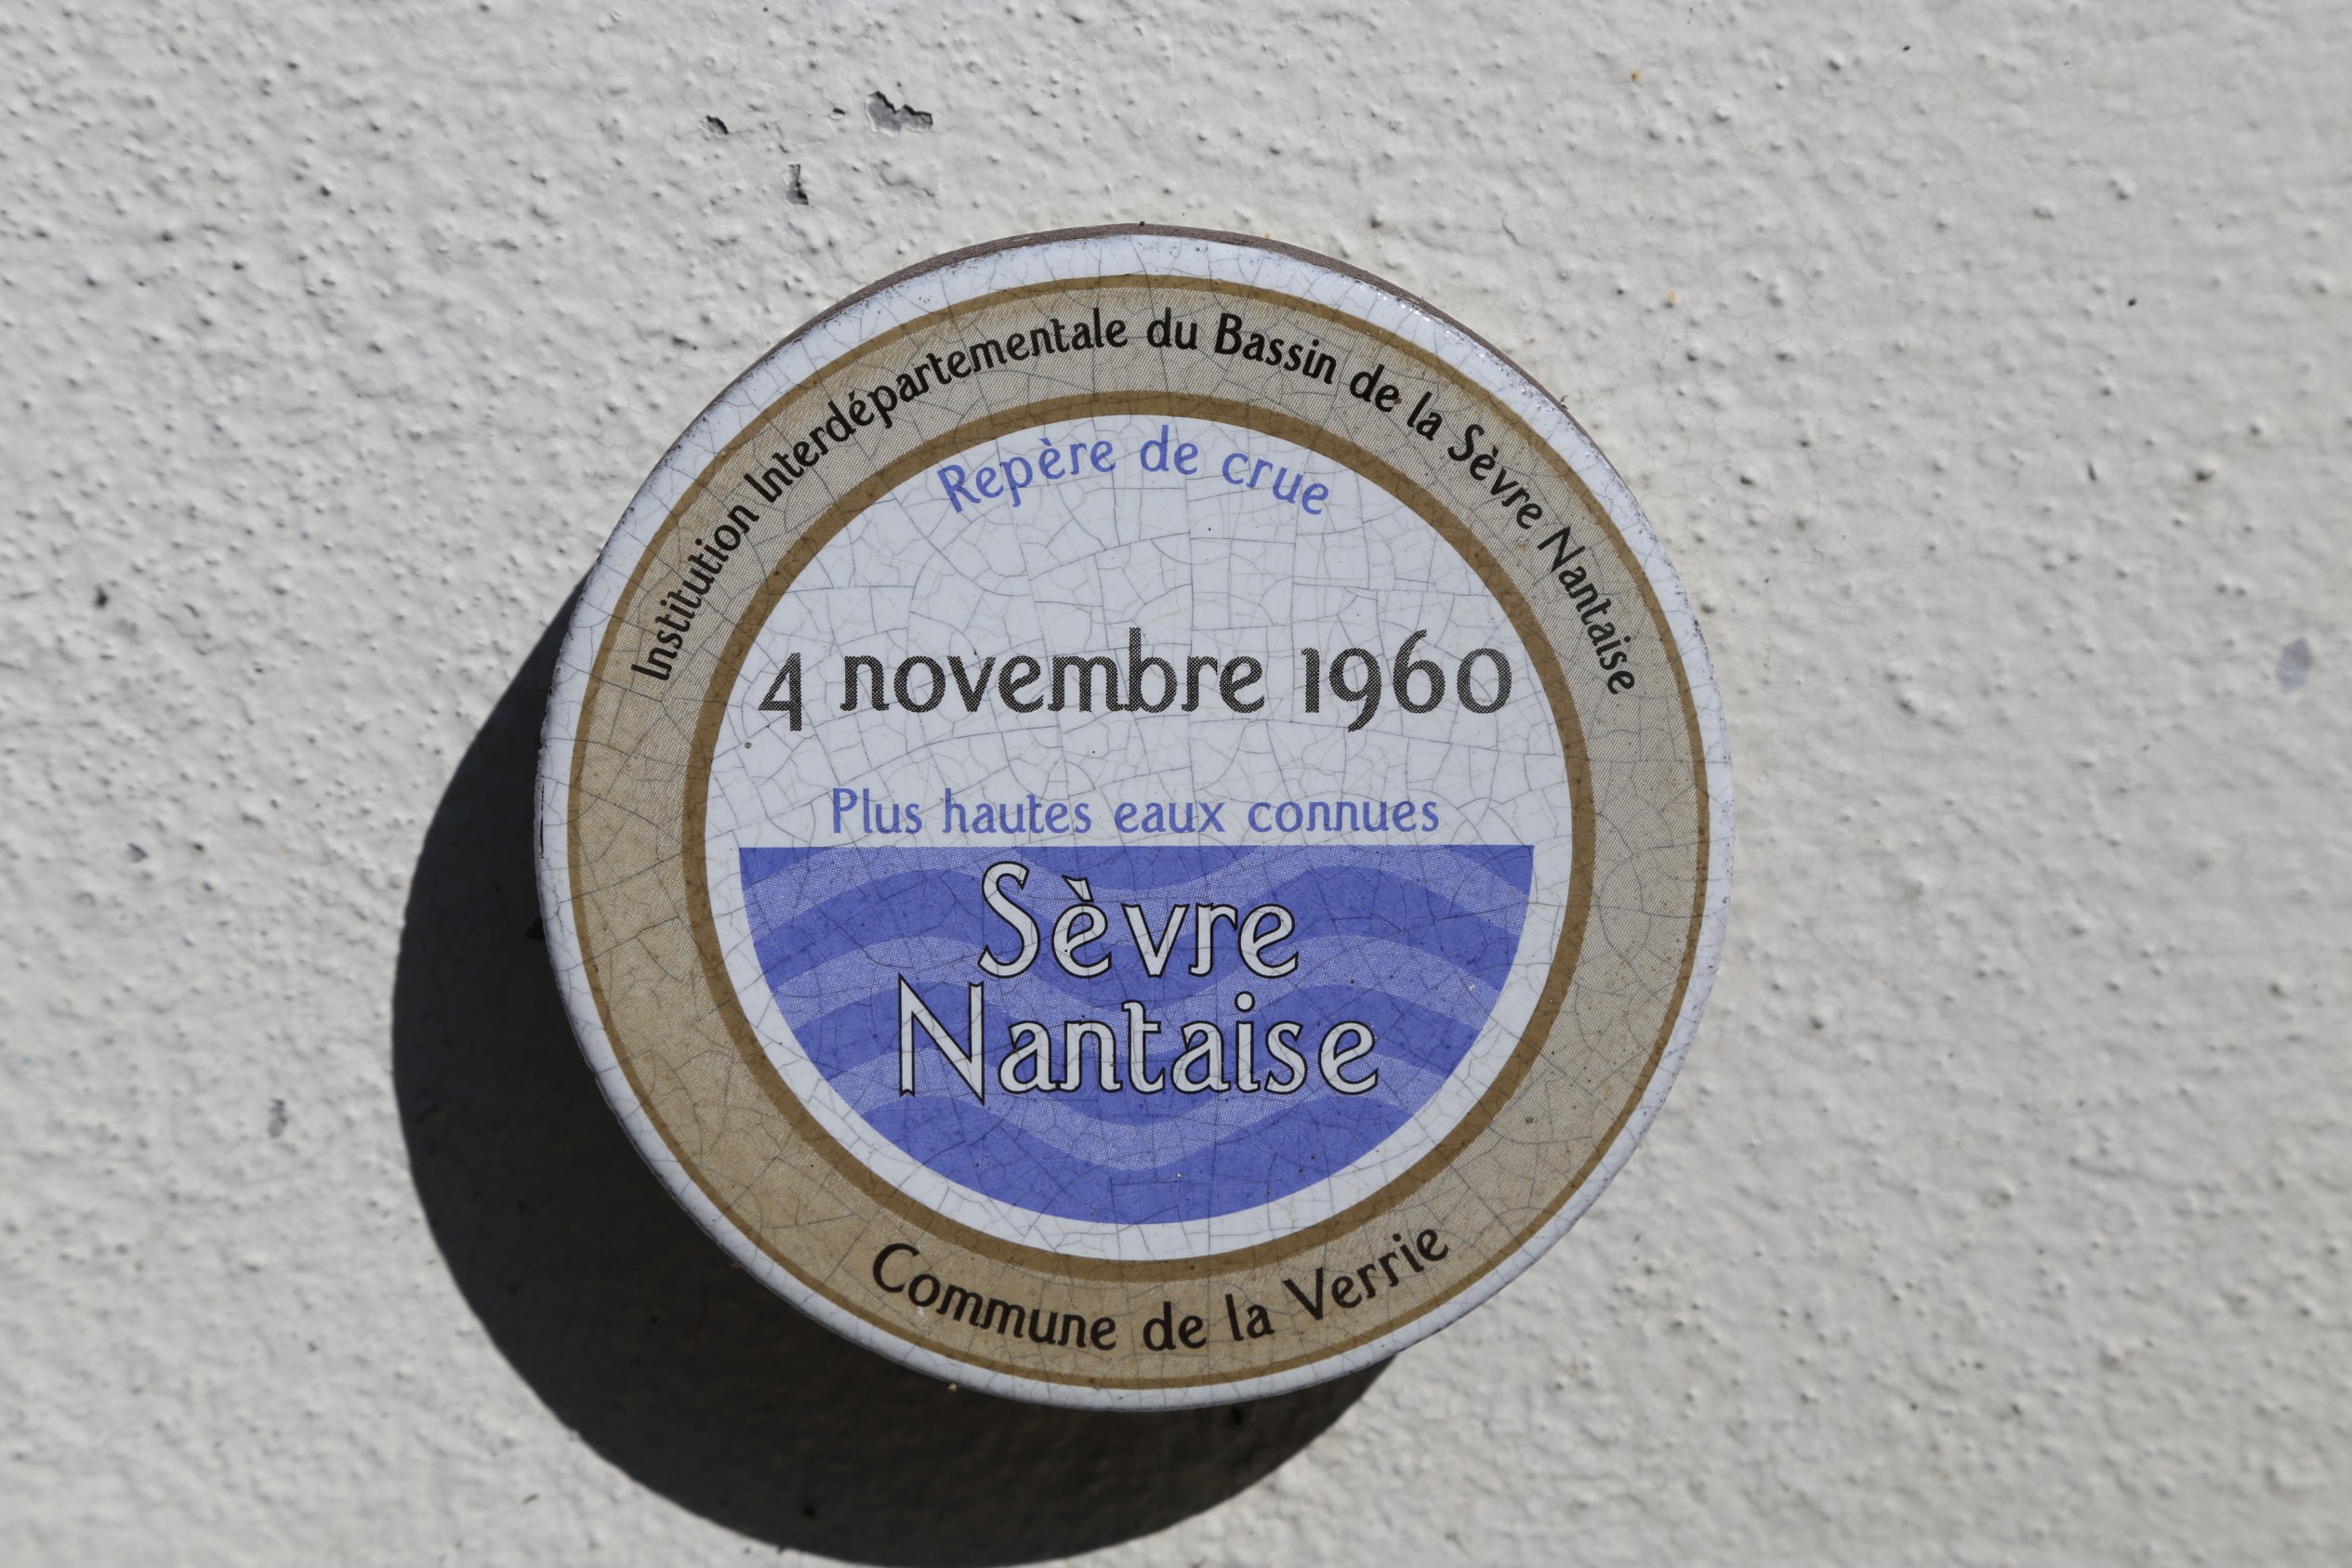 Institution Interdépartementale du Bassin de la Sèvre Nantaise
Repère de crue
4 novembre 1960
Plus hautes eaux connues
Sèvre
Nantaise
Commune de la Verrie